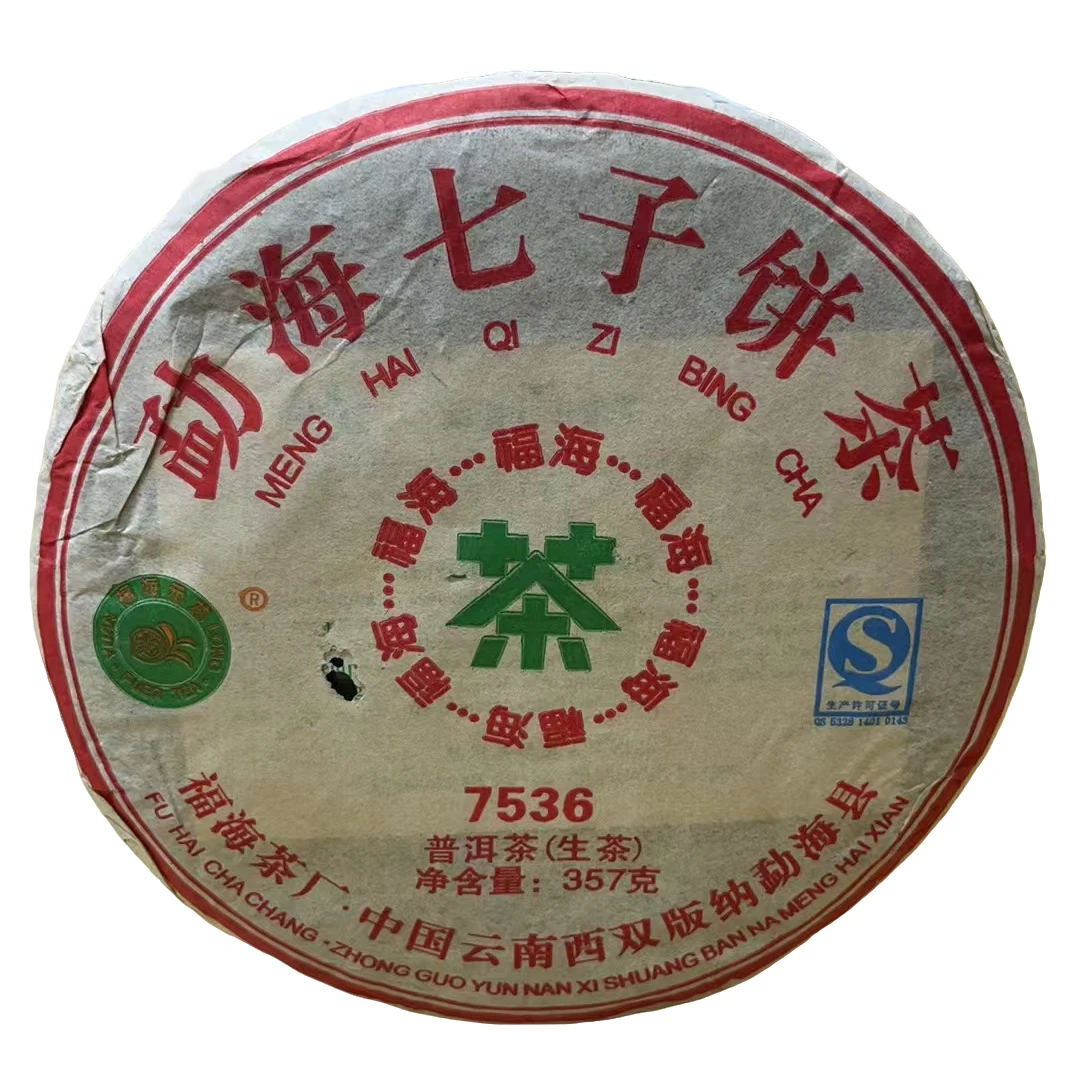 勐海七子饼茶
MENG HAI QI ZI BING CHA
福海…福海…福海…福海…福海…福海…福海…
茶
®
生产许可证号
QS 5328 1401 0143
7536
普洱茶(生茶)
净含量：357克
福海茶厂·中国云南西双版纳勐海县
FU HAI CHA CHANG·ZHONG GUO YUN NAN XI SHUANG BAN NA MENG HAI XIAN